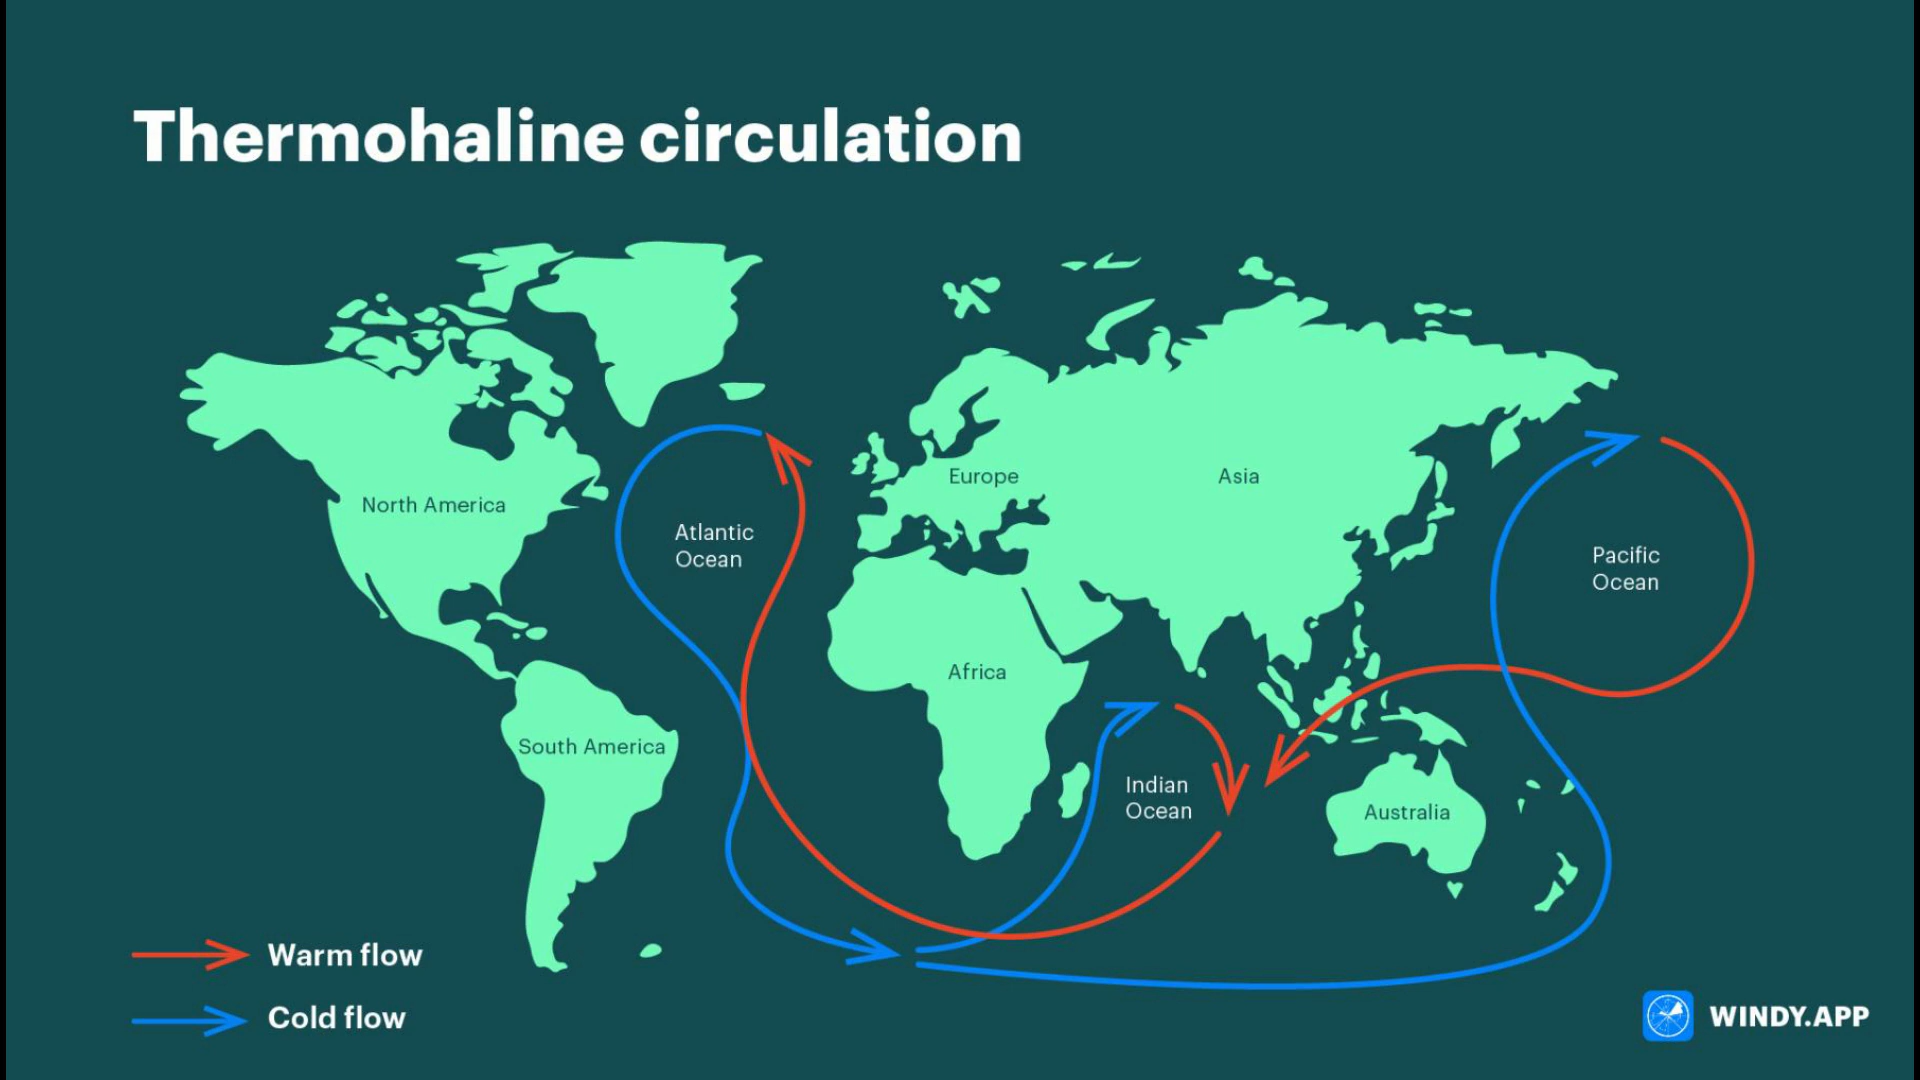 Thermohaline circulation
North America
Europe
Asia
Atlantic
Ocean
Pacific
Ocean
Africa
South America
Indian
Ocean
Australia
Warm flow
Cold flow
WINDY.APP